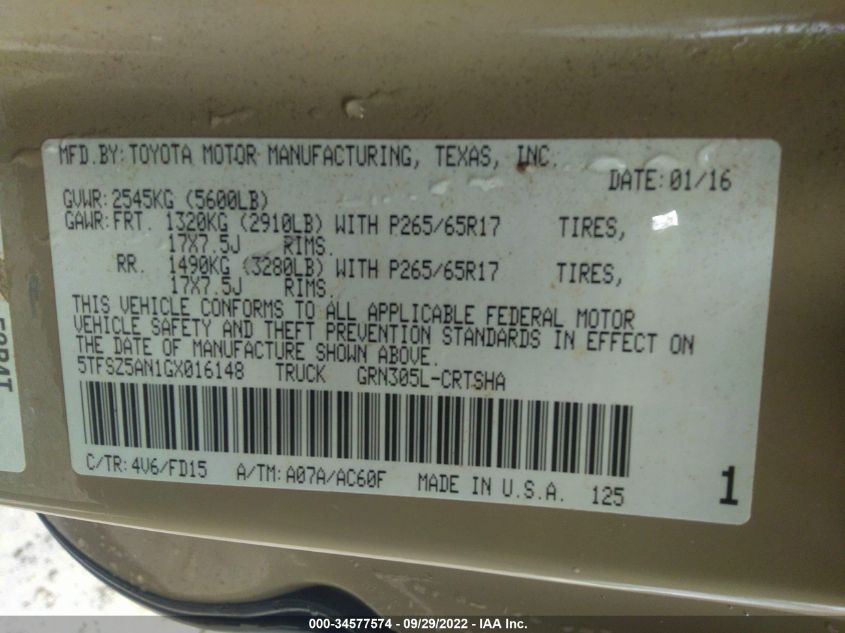 MFD.BY: TOYOTA MOTOR MANUFACTURING, TEXAS, INC.
DATE: 01/16
GVWR: 2545KG (5600LB)
GAWR: FRT. 1320KG (2910LB) WITH P265/65R17 TIRES,
17X7.5J RIMS.
RR. 1490KG (3280LB) WITH P265/65R17 TIRES,
17X7.5J RIMS.
THIS VEHICLE CONFORMS TO ALL APPLICABLE FEDERAL MOTOR
VEHICLE SAFETY AND THEFT PREVENTION STANDARDS IN EFFECT ON
THE DATE OF MANUFACTURE SHOWN ABOVE.
5TFSZ5AN1GX016148 TRUCK GRN305L-CRTSHA
C/TR: 4V6/FD15 A/TM: A07A/AC60F MADE IN U.S.A. 125 1
000-34577574 - 09/29/2022 - IAA Inc.